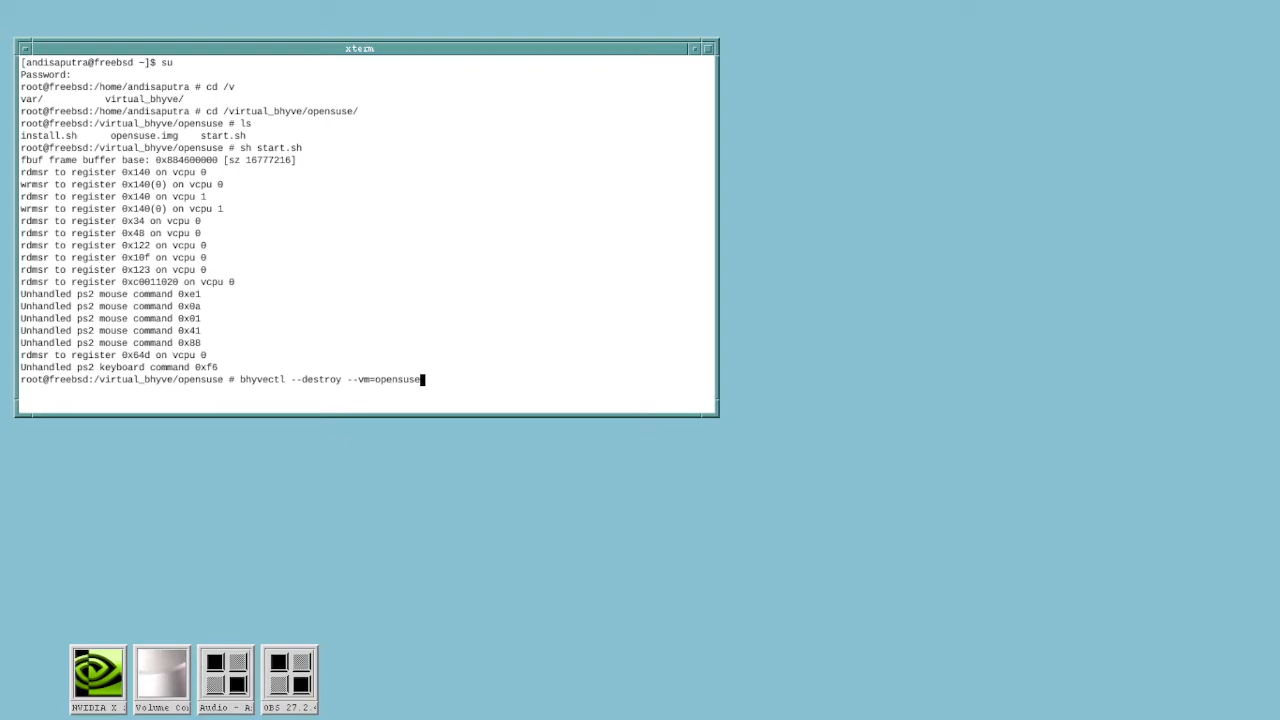 xterm
[andisaputra@freebsd ~]$ su
Password:
root@freebsd:/home/andisaputra # cd /v
var/ virtual_bhyve/
root@freebsd:/home/andisaputra # cd /virtual_bhyve/opensuse/
root@freebsd:/virtual_bhyve/opensuse # ls
install.sh opensuse.img start.sh
root@freebsd:/virtual_bhyve/opensuse # sh start.sh
fbuf frame buffer base: 0x884600000 [sz 16777216]
rdmsr to register 0x140 on vcpu 0
wrmsr to register 0x140(0) on vcpu 0
rdmsr to register 0x140 on vcpu 1
wrmsr to register 0x140(0) on vcpu 1
rdmsr to register 0x34 on vcpu 0
rdmsr to register 0x48 on vcpu 0
rdmsr to register 0x122 on vcpu 0
rdmsr to register 0x10f on vcpu 0
rdmsr to register 0x123 on vcpu 0
rdmsr to register 0xc0011020 on vcpu 0
Unhandled ps2 mouse command 0xe1
Unhandled ps2 mouse command 0x0a
Unhandled ps2 mouse command 0x01
Unhandled ps2 mouse command 0x41
Unhandled ps2 mouse command 0x88
rdmsr to register 0x64d on vcpu 0
Unhandled ps2 keyboard command 0xf6
root@freebsd:/virtual_bhyve/opensuse # bhyvectl --destroy --vm=opensuse
NVIDIA X Volume Co Audio - A OBS 27.2.4